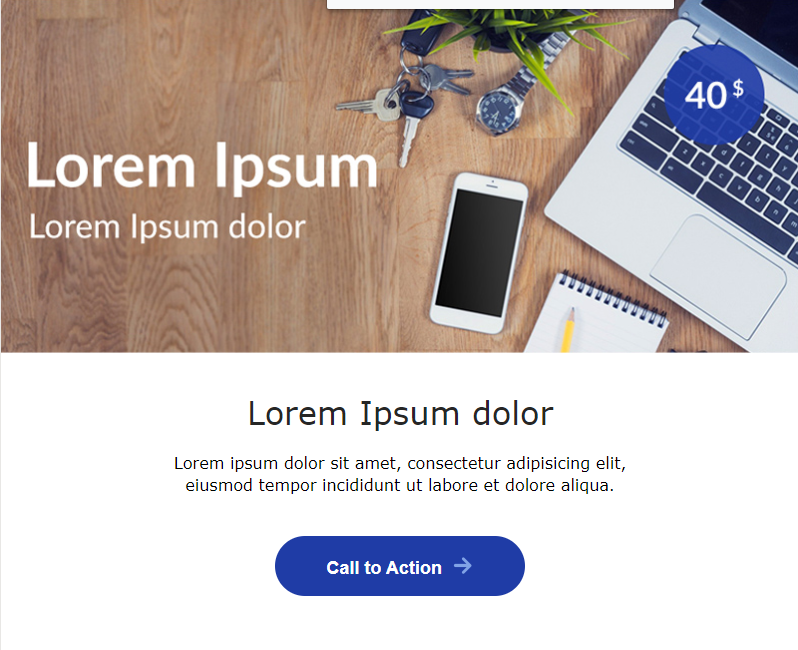 40 $
Lorem Ipsum
Lorem Ipsum dolor
Lorem Ipsum dolor
Lorem ipsum dolor sit amet, consectetur adipisicing elit,
eiusmod tempor incididunt ut labore et dolore aliqua.
Call to Action →